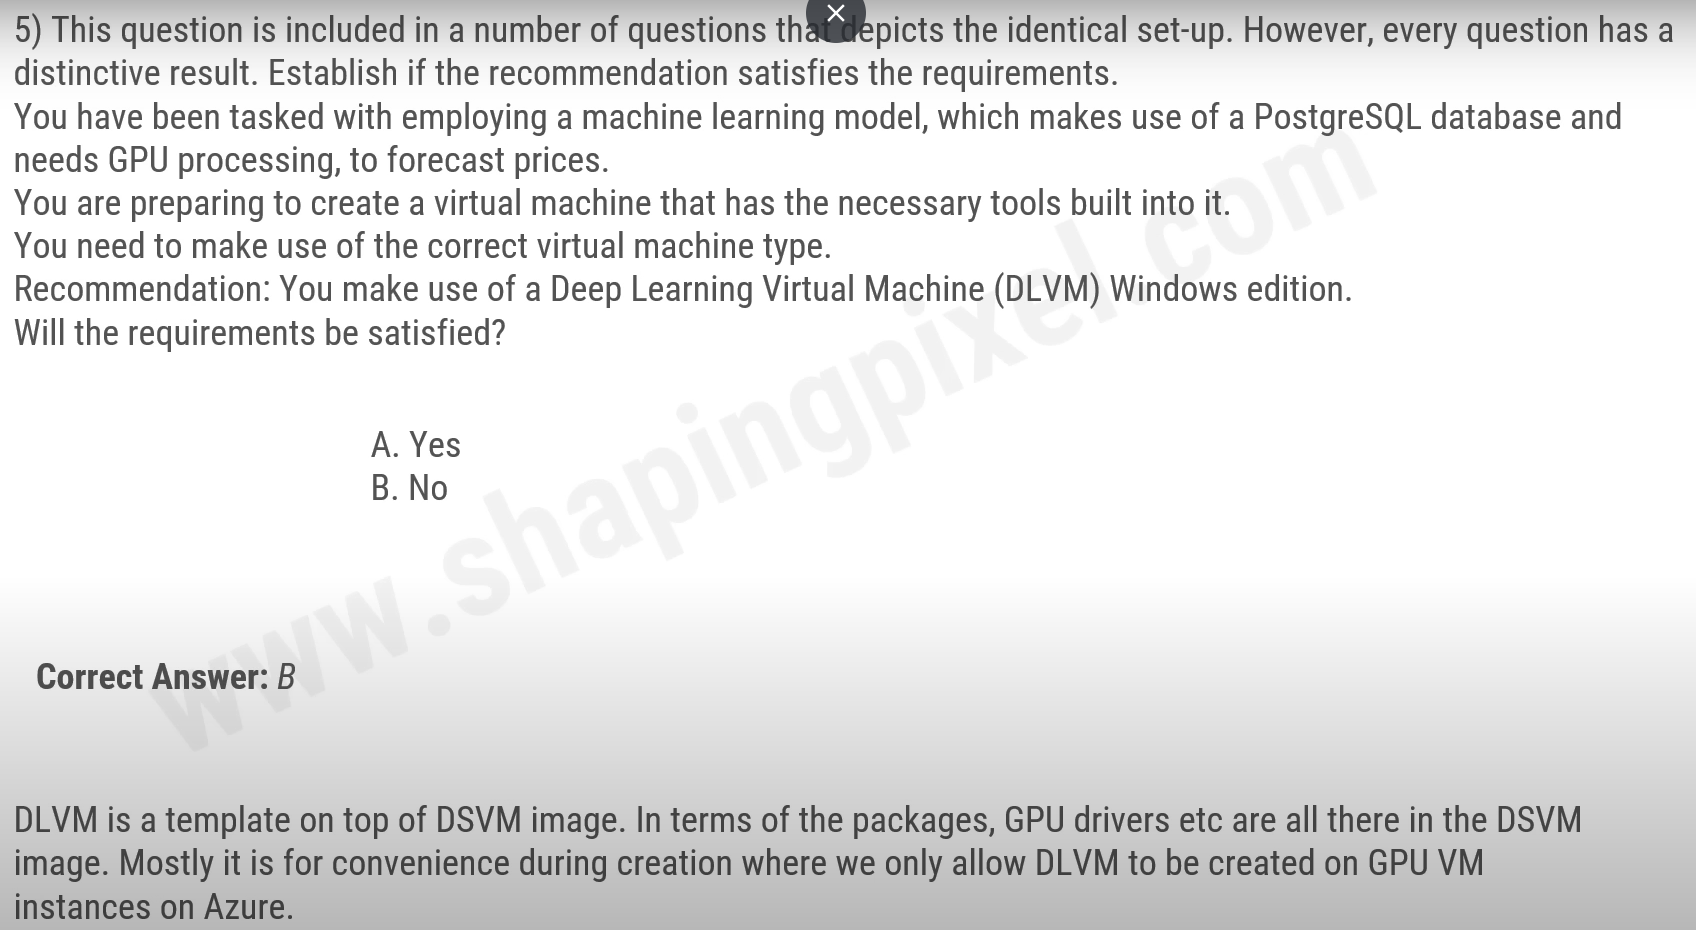 5) This question is included in a number of questions that depicts the identical set-up. However, every question has a
distinctive result. Establish if the recommendation satisfies the requirements.
You have been tasked with employing a machine learning model, which makes use of a PostgreSQL database and
needs GPU processing, to forecast prices.
You are preparing to create a virtual machine that has the necessary tools built into it.
You need to make use of the correct virtual machine type.
Recommendation: You make use of a Deep Learning Virtual Machine (DLVM) Windows edition.
Will the requirements be satisfied?
A. Yes
B. No
www.shapingpixel.com
Correct Answer: B
DLVM is a template on top of DSVM image. In terms of the packages, GPU drivers etc are all there in the DSVM
image. Mostly it is for convenience during creation where we only allow DLVM to be created on GPU VM
instances on Azure.